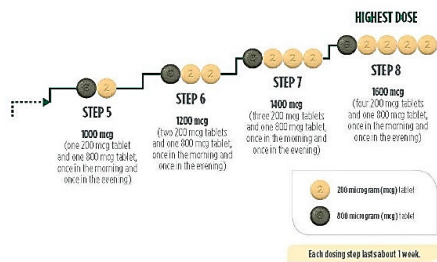 HIGHEST DOSE
STEP 5
1000 mcg
(one 200 mcg tablet
and one 800 mcg tablet,
once in the morning and
once in the evening)
STEP 6
1200 mcg
(two 200 mcg tablets
and one 800 mcg tablet,
once in the morning and
once in the evening)
STEP 7
1400 mcg
(three 200 mcg tablets
and one 800 mcg tablet,
once in the morning and
once in the evening)
STEP 8
1600 mcg
(four 200 mcg tablets
and one 800 mcg tablet,
once in the morning and
once in the evening)
2 200 microgram (mcg) tablet
8 800 microgram (mcg) tablet
Each dosing step lasts about 1 week.